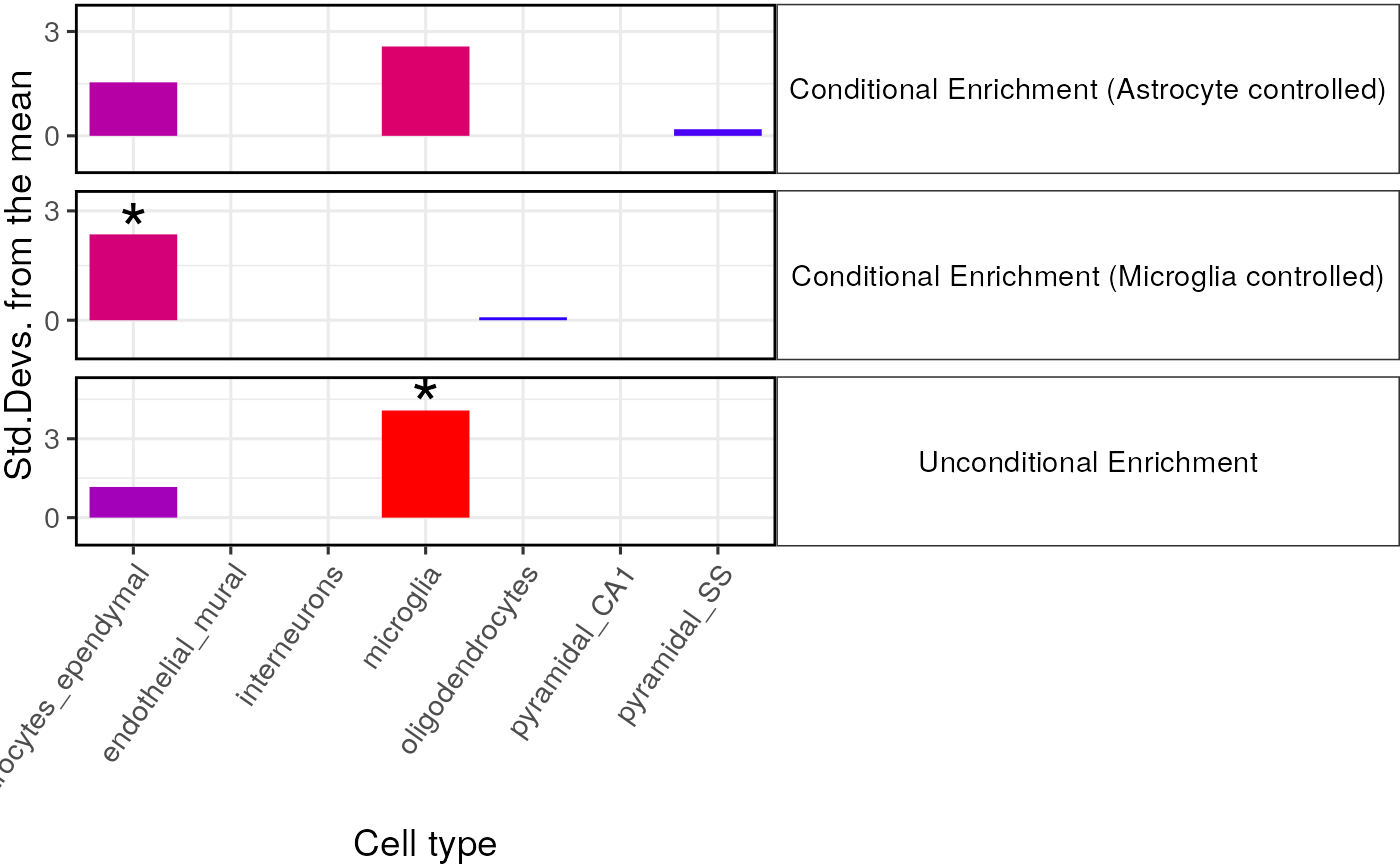 Std.Devs. from the mean
3
0
Conditional Enrichment (Astrocyte controlled)
*
3
0
Conditional Enrichment (Microglia controlled)
*
3
0
Unconditional Enrichment
endothelial_mural
interneurons
microglia
oligodendrocytes
pyramidal_CA1
pyramidal_SS
Cell type